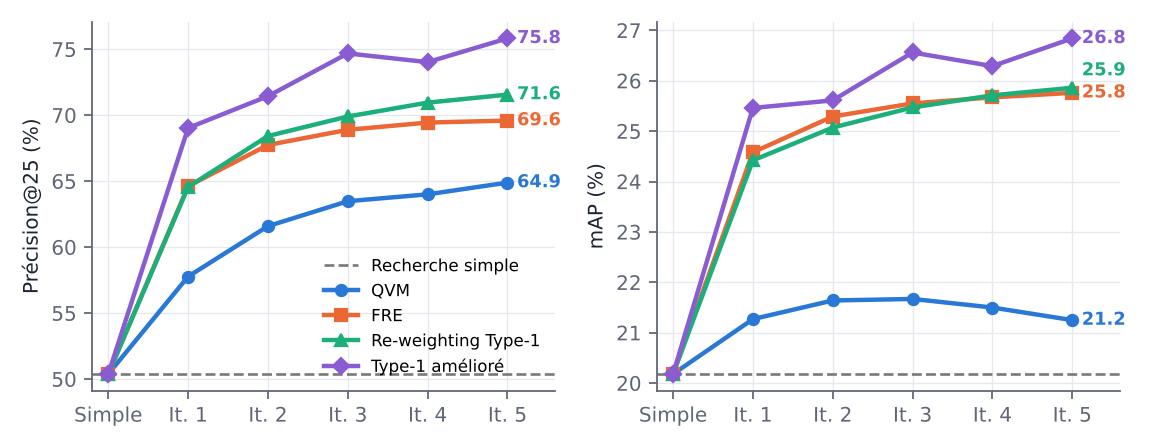 Précision@25 (%)
75
70
65
60
55
50
75.8
71.6
69.6
64.9
Recherche simple
QVM
FRE
Re-weighting Type-1
Type-1 amélioré
Simple It. 1 It. 2 It. 3 It. 4 It. 5
mAP (%)
27
26
25
24
23
22
21
20
26.8
25.9
25.8
21.2
Simple It. 1 It. 2 It. 3 It. 4 It. 5